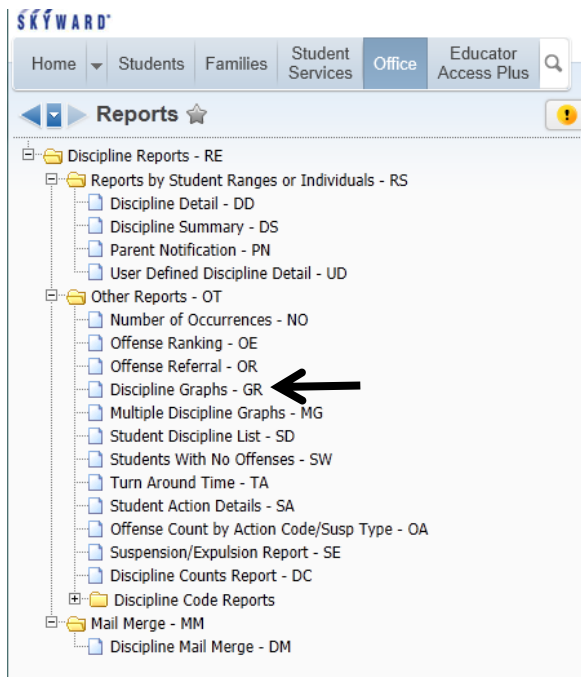 SKYWARD®
Home Students Families Student Services Office Educator Access Plus
Reports
Discipline Reports - RE
Reports by Student Ranges or Individuals - RS
Discipline Detail - DD
Discipline Summary - DS
Parent Notification - PN
User Defined Discipline Detail - UD
Other Reports - OT
Number of Occurrences - NO
Offense Ranking - OE
Offense Referral - OR
Discipline Graphs - GR
Multiple Discipline Graphs - MG
Student Discipline List - SD
Students With No Offenses - SW
Turn Around Time - TA
Student Action Details - SA
Offense Count by Action Code/Susp Type - OA
Suspension/Expulsion Report - SE
Discipline Counts Report - DC
Discipline Code Reports
Mail Merge - MM
Discipline Mail Merge - DM